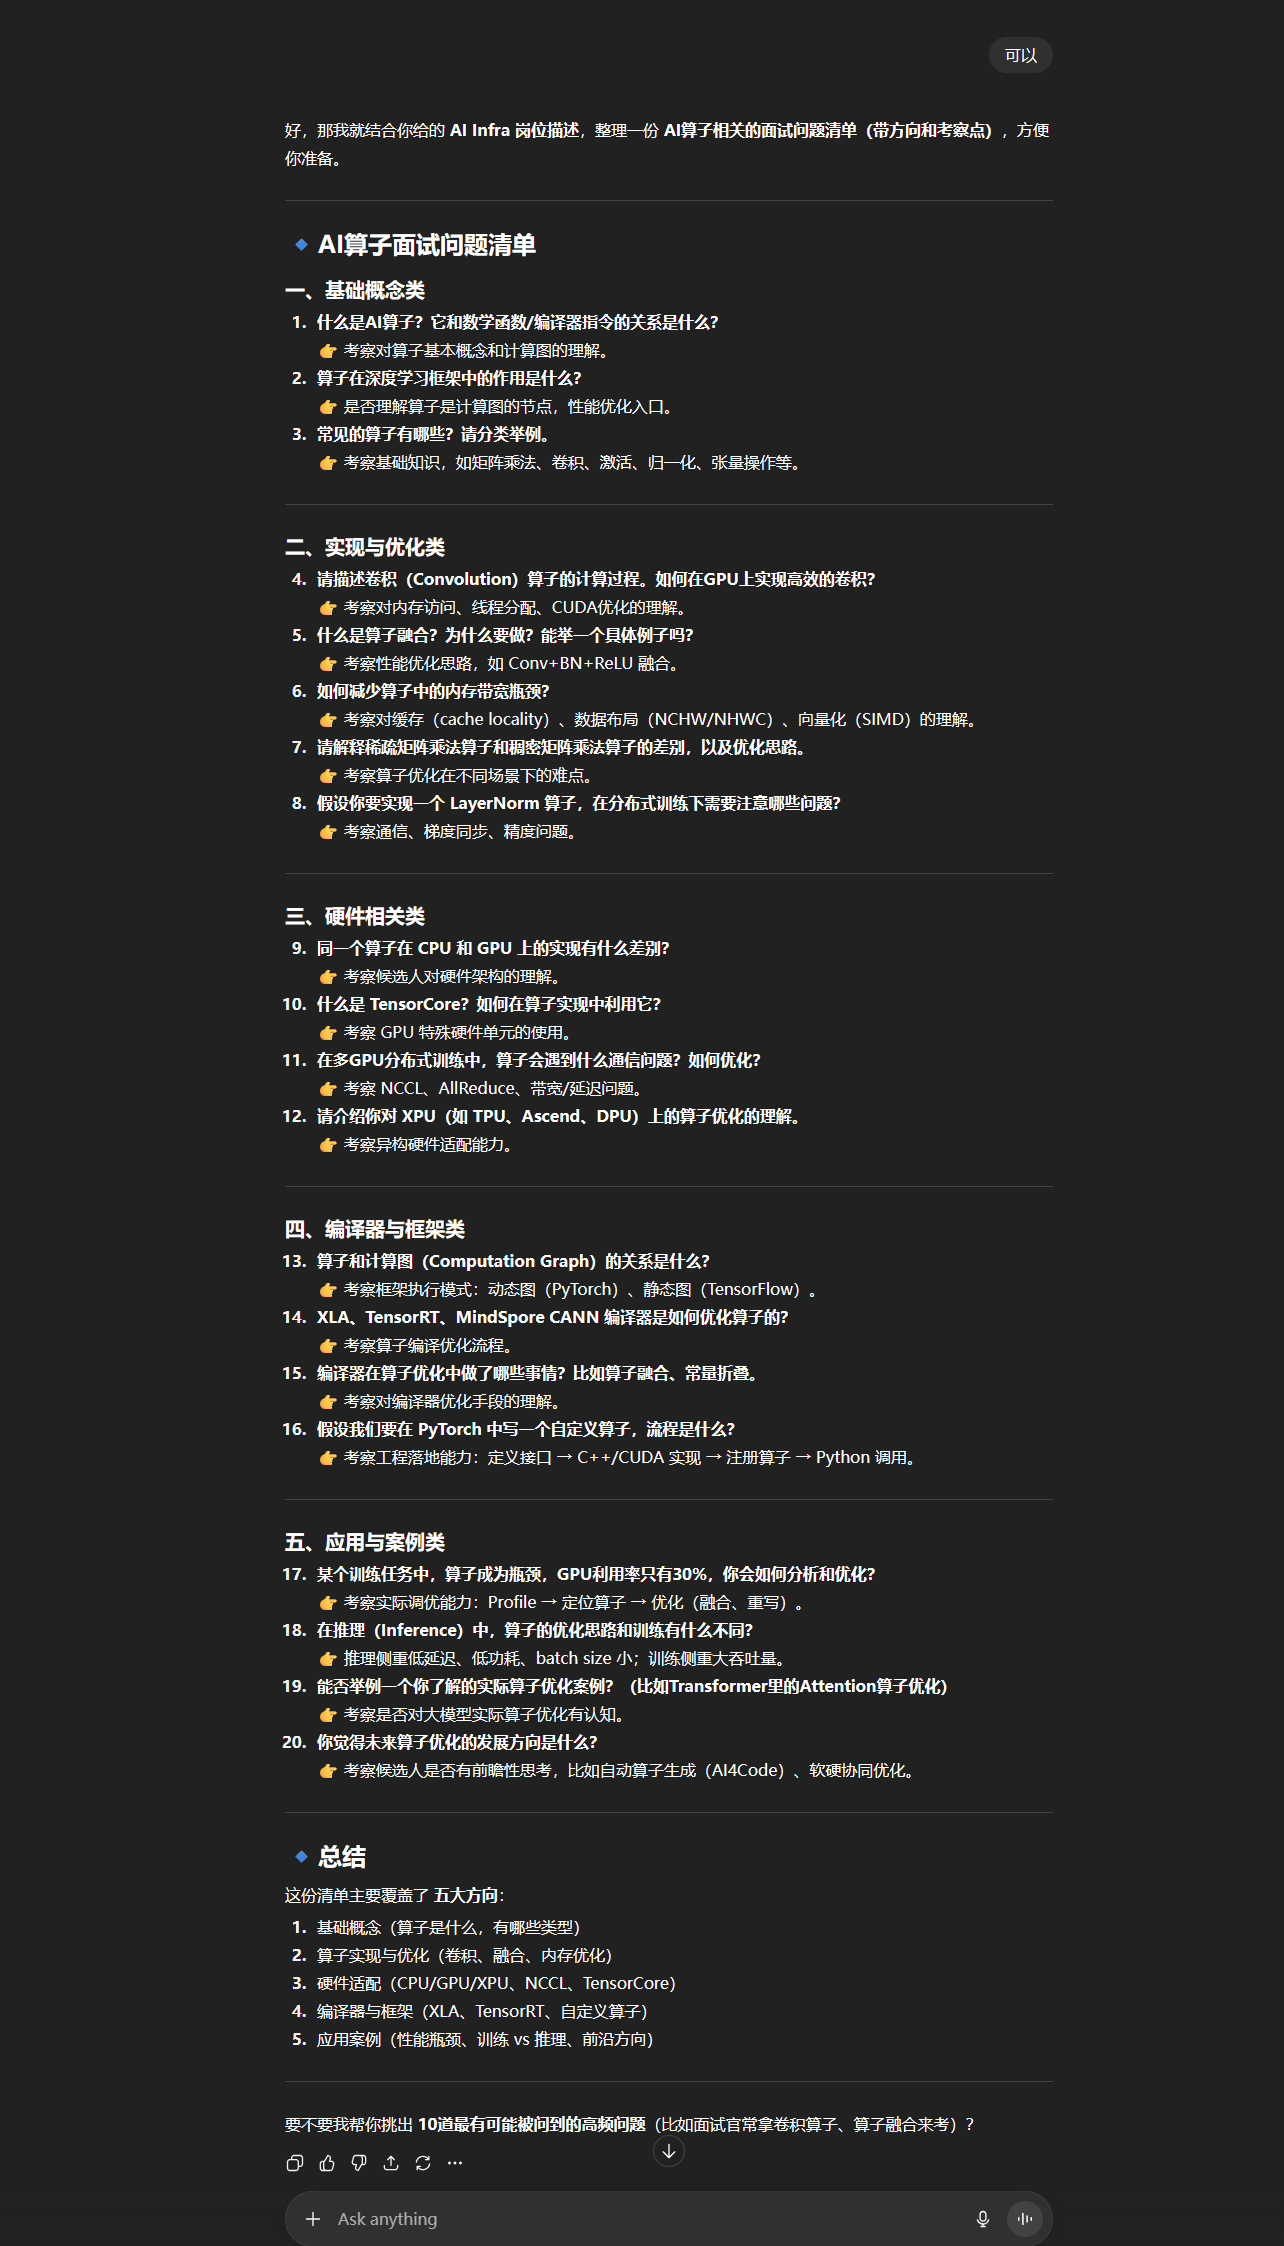 可以
好，那我就结合你给的 AI Infra 岗位描述，整理一份 AI算子相关的面试问题清单（带方向和考察点），方便
你准备。
🔹 AI算子面试问题清单
一、基础概念类
1. 什么是AI算子？它和数学函数/编译器指令的关系是什么？
👉 考察对算子基本概念和计算图的理解。
2. 算子在深度学习框架中的作用是什么？
👉 是否理解算子是计算图的节点，性能优化入口。
3. 常见的算子有哪些？请分类举例。
👉 考察基础知识，如矩阵乘法、卷积、激活、归一化、张量操作等。
二、实现与优化类
4. 请描述卷积（Convolution）算子的计算过程。如何在GPU上实现高效的卷积？
👉 考察对内存访问、线程分配、CUDA优化的理解。
5. 什么是算子融合？为什么要做？能举一个具体例子吗？
👉 考察性能优化思路，如 Conv+BN+ReLU 融合。
6. 如何减少算子中的内存带宽瓶颈？
👉 考察对缓存（cache locality）、数据布局（NCHW/NHWC）、向量化（SIMD）的理解。
7. 请解释稀疏矩阵乘法算子和稠密矩阵乘法算子的差别，以及优化思路。
👉 考察算子优化在不同场景下的难点。
8. 假设你要实现一个 LayerNorm 算子，在分布式训练下需要注意哪些问题？
👉 考察通信、梯度同步、精度问题。
三、硬件相关类
9. 同一个算子在 CPU 和 GPU 上的实现有什么差别？
👉 考察候选人对硬件架构的理解。
10. 什么是 TensorCore？如何在算子实现中利用它？
👉 考察 GPU 特殊硬件单元的使用。
11. 在多GPU分布式训练中，算子会遇到什么通信问题？如何优化？
👉 考察 NCCL、AllReduce、带宽/延迟问题。
12. 请介绍你对 XPU（如 TPU、Ascend、DPU）上的算子优化的理解。
👉 考察异构硬件适配能力。
四、编译器与框架类
13. 算子和计算图（Computation Graph）的关系是什么？
👉 考察框架执行模式：动态图（PyTorch）、静态图（TensorFlow）。
14. XLA、TensorRT、MindSpore CANN 编译器是如何优化算子的？
👉 考察算子编译优化流程。
15. 编译器在算子优化中做了哪些事情？比如算子融合、常量折叠。
👉 考察对编译器优化手段的理解。
16. 假设我们要在 PyTorch 中写一个自定义算子，流程是什么？
👉 考察工程落地能力：定义接口 → C++/CUDA 实现 → 注册算子 → Python 调用。
五、应用与案例类
17. 某个训练任务中，算子成为瓶颈，GPU利用率只有30%，你会如何分析和优化？
👉 考察实际调优能力：Profile → 定位算子 → 优化（融合、重写）。
18. 在推理（Inference）中，算子的优化思路和训练有什么不同？
👉 推理侧重低延迟、低功耗、batch size 小；训练侧重大吞吐量。
19. 能否举例一个你了解的实际算子优化案例？（比如Transformer里的Attention算子优化）
👉 考察是否对大模型实际算子优化有认知。
20. 你觉得未来算子优化的发展方向是什么？
👉 考察候选人是否有前瞻性思考，比如自动算子生成（AI4Code）、软硬协同优化。
🔹 总结
这份清单主要覆盖了 五大方向：
1. 基础概念（算子是什么，有哪些类型）
2. 算子实现与优化（卷积、融合、内存优化）
3. 硬件适配（CPU/GPU/XPU、NCCL、TensorCore）
4. 编译器与框架（XLA、TensorRT、自定义算子）
5. 应用案例（性能瓶颈、训练 vs 推理、前沿方向）
要不要我帮你挑出 10道最有可能被问到的高频问题（比如面试官常拿卷积算子、算子融合来考）？
Ask anything